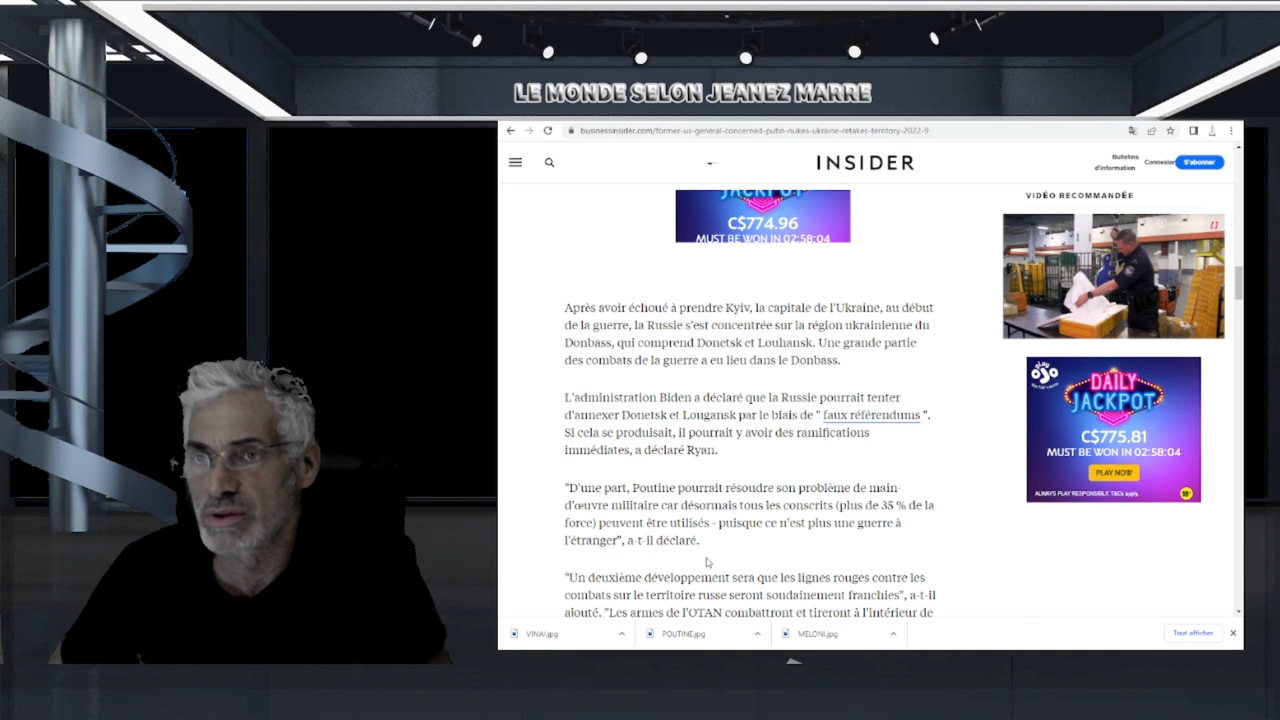 LE MONDE SELON JEANEZ MARRE
businessinsider.com/former-us-general-concerned-putin-nukes-ukraine-retakes-territory-2022-9
INSIDER
Bulletins
d'information
Connexion
S'abonner
JACKPOT
C$774.96
MUST BE WON IN 02:58:04
VIDÉO RECOMMANDÉE
Après avoir échoué à prendre Kyiv, la capitale de l'Ukraine, au début
de la guerre, la Russie s'est concentrée sur la région ukrainienne du
Donbass, qui comprend Donetsk et Louhansk. Une grande partie
des combats de la guerre a eu lieu dans le Donbass.
L'administration Biden a déclaré que la Russie pourrait tenter
d'annexer Donetsk et Lougansk par le biais de " faux référendums ".
Si cela se produisait, il pourrait y avoir des ramifications
immédiates, a déclaré Ryan.
"D'une part, Poutine pourrait résoudre son problème de main-
d'œuvre militaire car désormais tous les conscrits (plus de 35 % de la
force) peuvent être utilisés - puisque ce n'est plus une guerre à
l'étranger", a-t-il déclaré.
"Un deuxième développement sera que les lignes rouges contre les
combats sur le territoire russe seront soudainement franchies", a-t-il
ajouté. "Les armes de l'OTAN combattront et tireront à l'intérieur de
play
OJO
DAILY
JACKPOT
C$775.81
MUST BE WON IN 02:58:04
PLAY NOW
ALWAYS PLAY RESPONSIBLY. T&Cs apply.
18+
VINAI.jpg
POUTINE.jpg
MELONI.jpg
Tout afficher